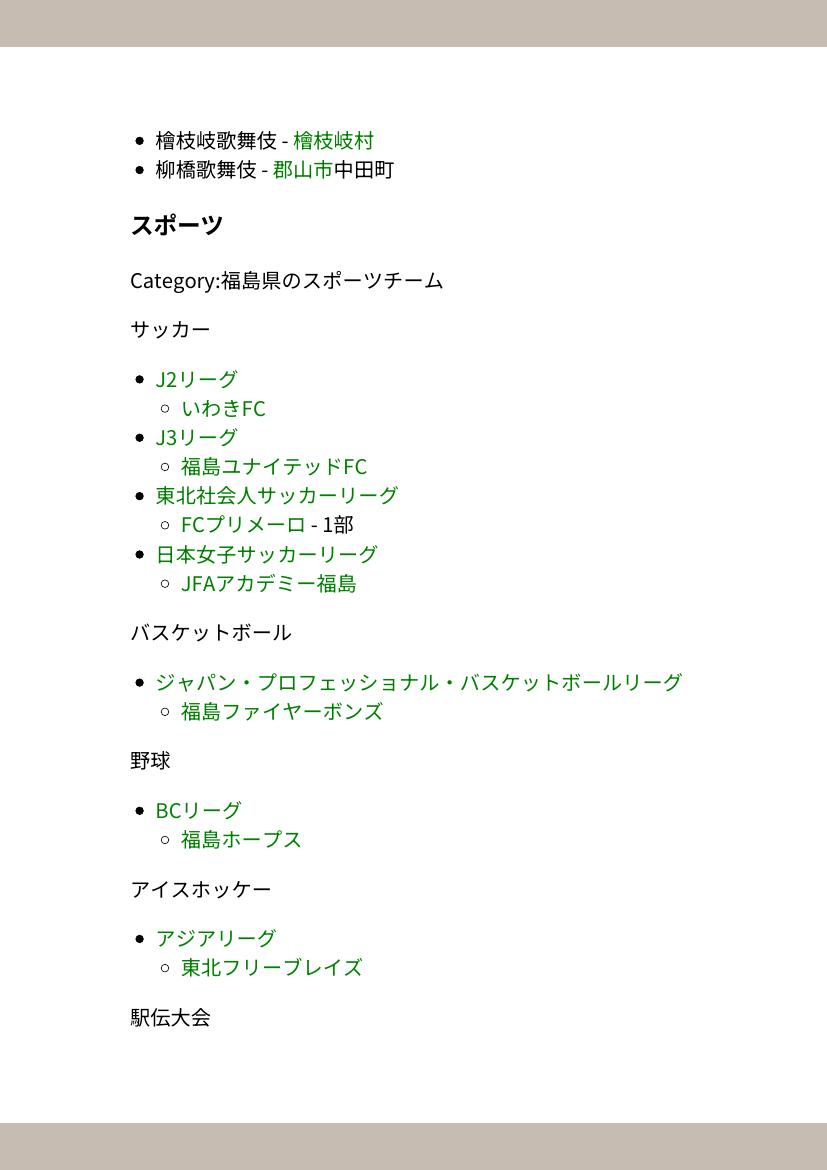 檜枝岐歌舞伎 - 檜枝岐村
柳橋歌舞伎 - 郡山市中田町
スポーツ
Category:福島県のスポーツチーム
サッカー
J2リーグ
いわきFC
J3リーグ
福島ユナイテッドFC
東北社会人サッカーリーグ
FCプリメーロ - 1部
日本女子サッカーリーグ
JFAアカデミー福島
バスケットボール
ジャパン・プロフェッショナル・バスケットボールリーグ
福島ファイヤーボンズ
野球
BCリーグ
福島ホープス
アイスホッケー
アジアリーグ
東北フリーブレイズ
駅伝大会